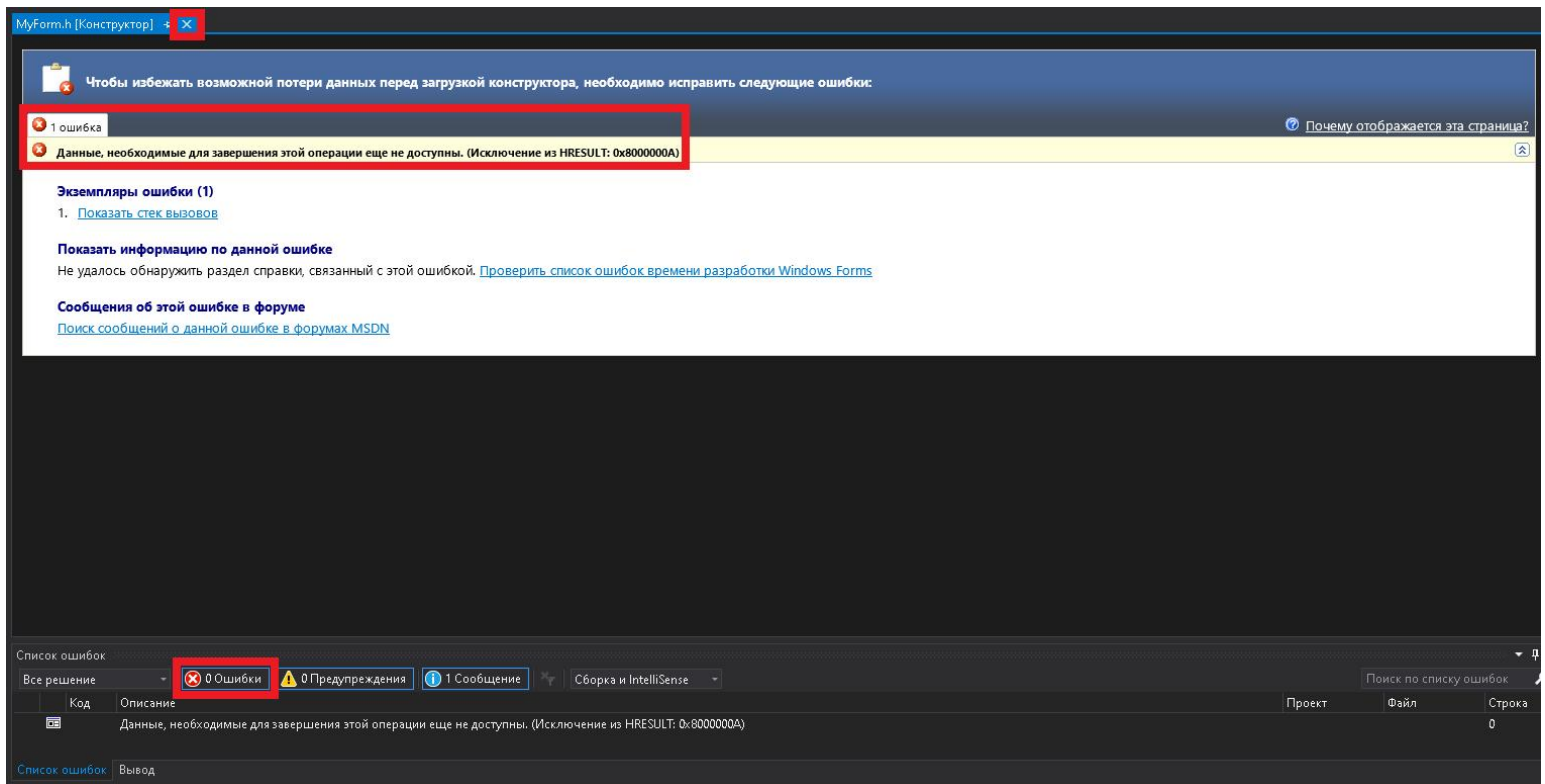 MyForm.h [Конструктор]
Чтобы избежать возможной потери данных перед загрузкой конструктора, необходимо исправить следующие ошибки:
1 ошибка
Почему отображается эта страница?
Данные, необходимые для завершения этой операции еще не доступны. (Исключение из HRESULT: 0x8000000A)
Экземпляры ошибки (1)
1. Показать стек вызовов
Показать информацию по данной ошибке
Не удалось обнаружить раздел справки, связанный с этой ошибкой. Проверить список ошибок времени разработки Windows Forms
Сообщения об этой ошибке в форуме
Поиск сообщений о данной ошибке в форумах MSDN
Список ошибок
Все решение 0 Ошибки 0 Предупреждения 1 Сообщение Сборка и IntelliSense Поиск по списку ошибок
Код Описание Проект Файл Строка
Данные, необходимые для завершения этой операции еще не доступны. (Исключение из HRESULT: 0x8000000A) 0
Список ошибок Вывод